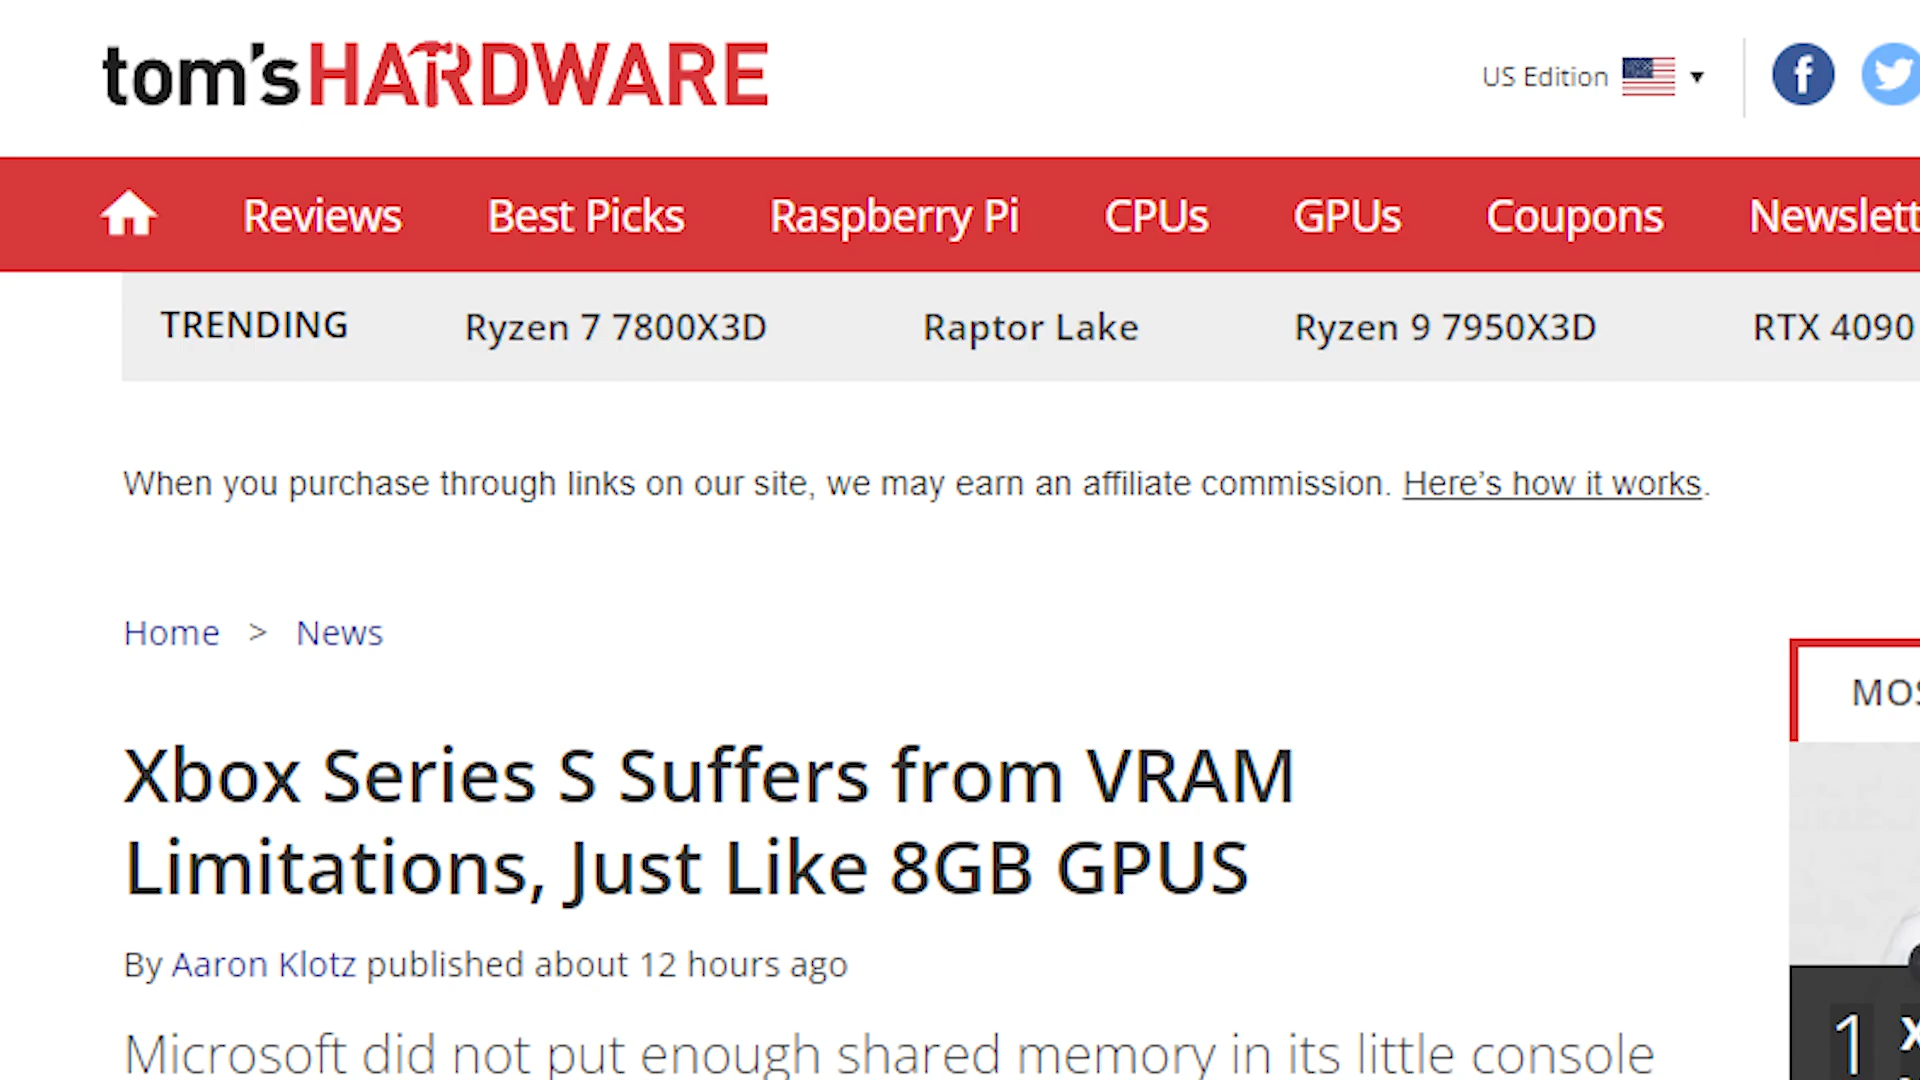 tom's HARDWARE
US Edition
Reviews Best Picks Raspberry Pi CPUs GPUs Coupons Newslett
TRENDING Ryzen 7 7800X3D Raptor Lake Ryzen 9 7950X3D RTX 4090
When you purchase through links on our site, we may earn an affiliate commission. Here’s how it works.
Home > News
MOS
Xbox Series S Suffers from VRAM
Limitations, Just Like 8GB GPUS
By Aaron Klotz published about 12 hours ago
Microsoft did not put enough shared memory in its little console
1 X